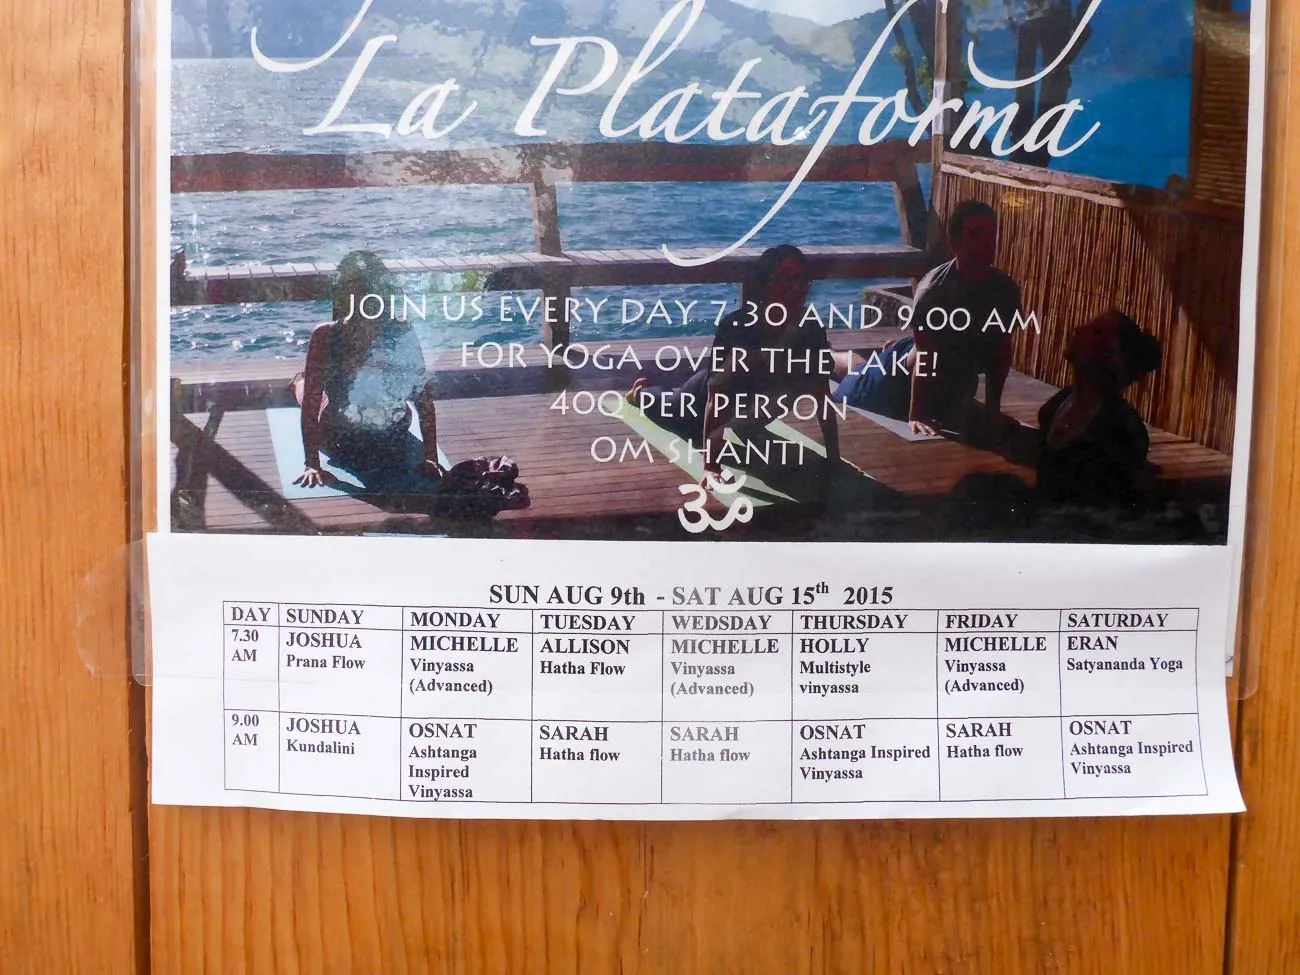 La Plataforma
JOIN US EVERY DAY 7.30 AND 9.00 AM
FOR YOGA OVER THE LAKE!
40Q PER PERSON
OM SHANTI
ॐ
SUN AUG 9th - SAT AUG 15th 2015
DAY SUNDAY MONDAY TUESDAY WEDSDAY THURSDAY FRIDAY SATURDAY
7.30 AM
JOSHUA
Prana Flow
MICHELLE
Vinyassa
(Advanced)
ALLISON
Hatha Flow
MICHELLE
Vinyassa
(Advanced)
HOLLY
Multistyle
vinyassa
MICHELLE
Vinyassa
(Advanced)
ERAN
Satyananda Yoga
9.00 AM
JOSHUA
Kundalini
OSNAT
Ashtanga
Inspired
Vinyassa
SARAH
Hatha flow
SARAH
Hatha flow
OSNAT
Ashtanga Inspired
Vinyassa
SARAH
Hatha flow
OSNAT
Ashtanga Inspired
Vinyassa